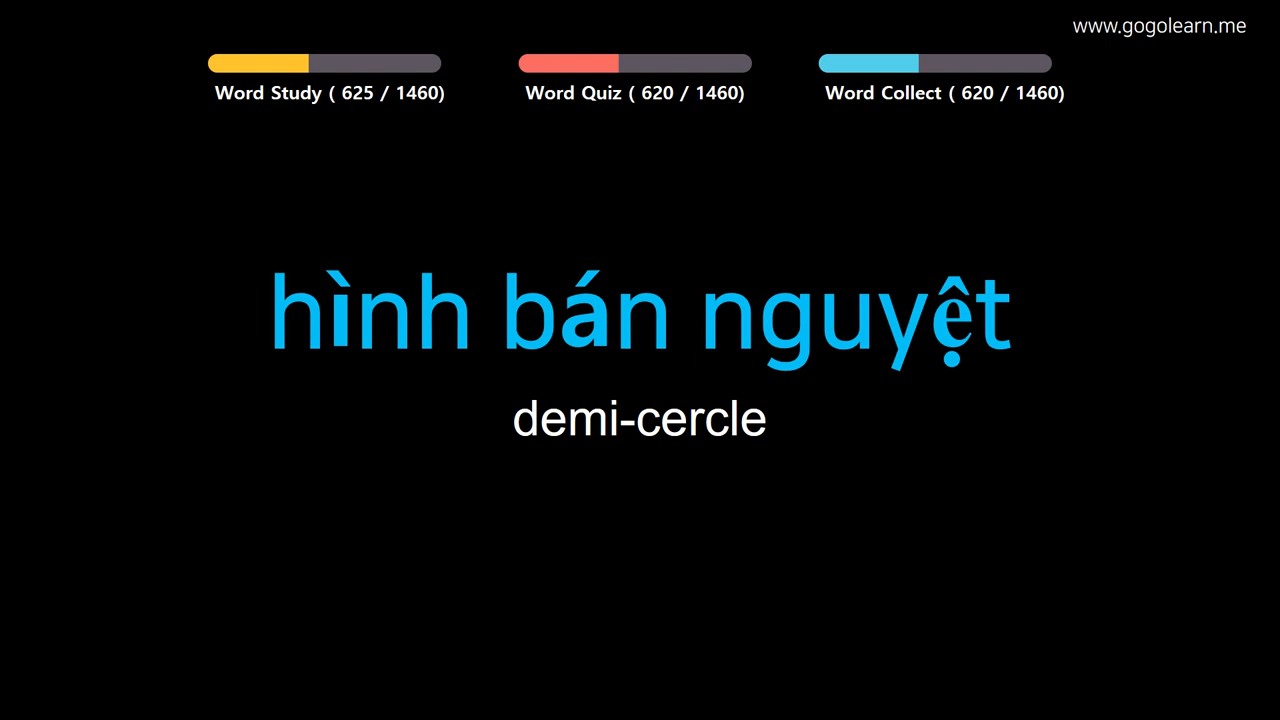 www.gogolearn.me
Word Study ( 625 / 1460)
Word Quiz ( 620 / 1460)
Word Collect ( 620 / 1460)
hình bán nguyệt
demi-cercle